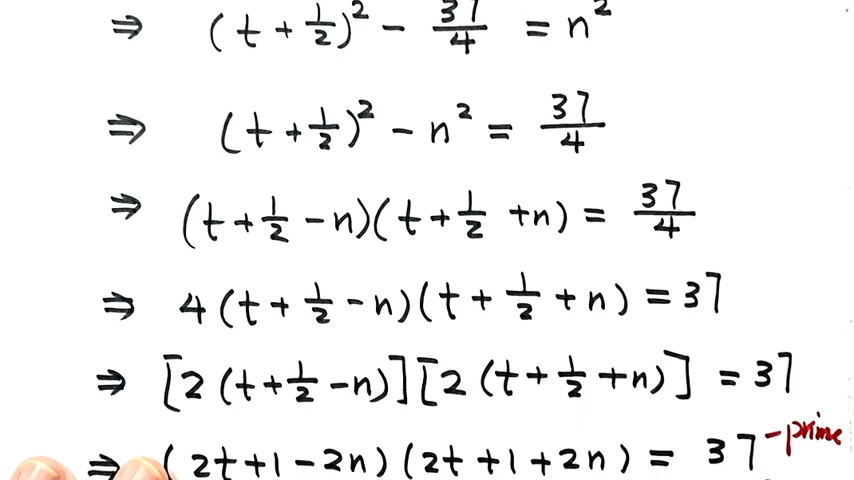 ⇒ (t + 1/2)² − 37/4 = n²
⇒ (t + 1/2)² − n² = 37/4
⇒ (t + 1/2 − n)(t + 1/2 + n) = 37/4
⇒ 4(t + 1/2 − n)(t + 1/2 + n) = 37
⇒ [2(t + 1/2 − n)][2(t + 1/2 + n)] = 37
⇒ (2t + 1 − 2n)(2t + 1 + 2n) = 37 - prime